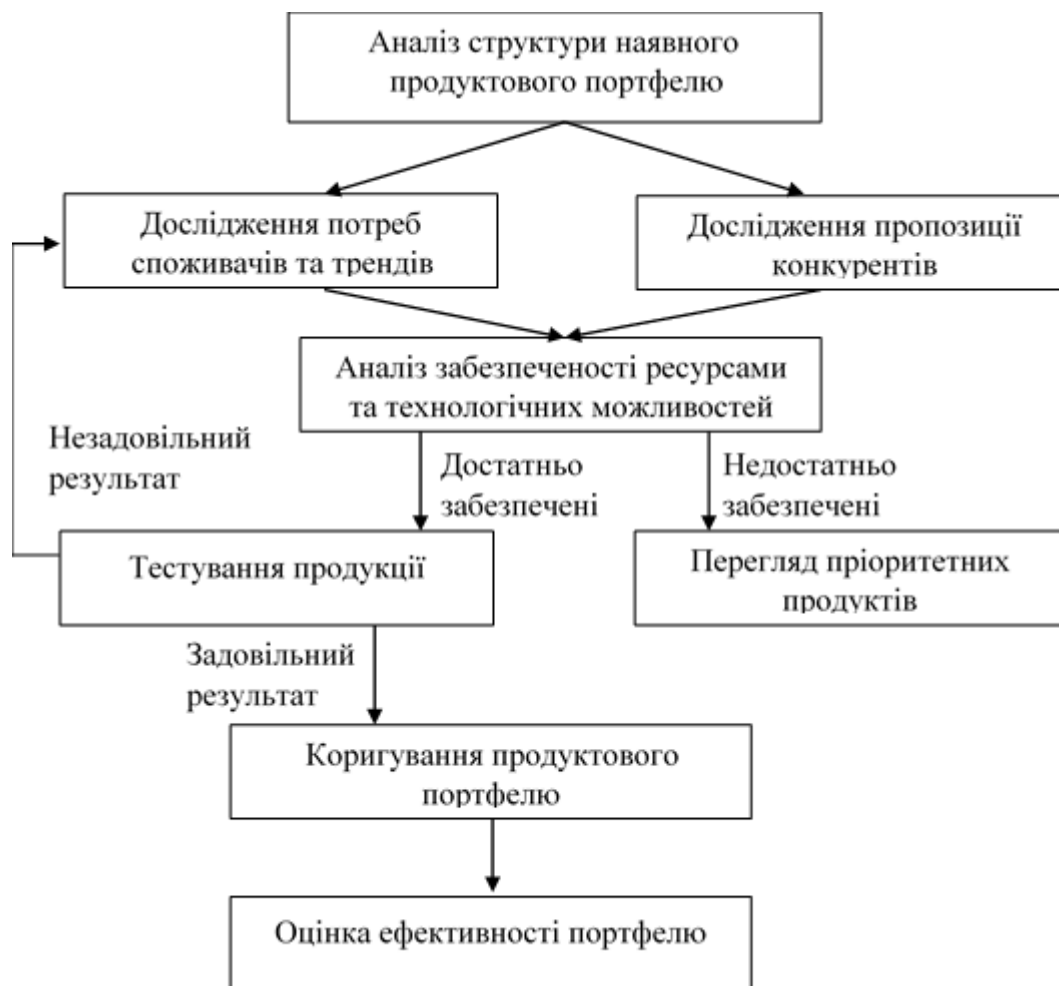 Аналіз структури наявного
продуктового портфелю
Дослідження потреб
споживачів та трендів
Дослідження пропозиції
конкурентів
Аналіз забезпеченості ресурсами
та технологічних можливостей
Незадовільний
результат
Достатньо
забезпечені
Недостатньо
забезпечені
Тестування продукції
Перегляд пріоритетних
продуктів
Задовільний
результат
Коригування продуктового
портфелю
Оцінка ефективності портфелю